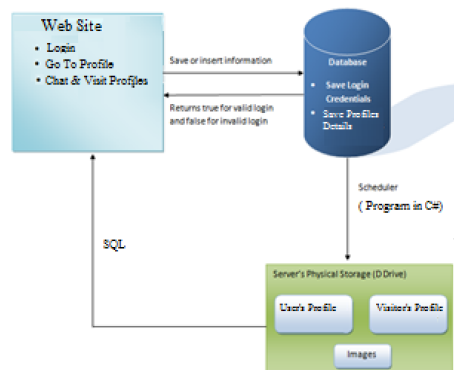 Web Site
• Login
• Go To Profile
• Chat & Visit Profiles
Save or insert information
Returns true for valid login
and false for invalid login
Database
• Save Login
Credentials
• Save Profiles
Details
Scheduler
( Program in C#)
SQL
Server's Physical Storage (D Drive)
User's Profile
Visitor's Profile
Images